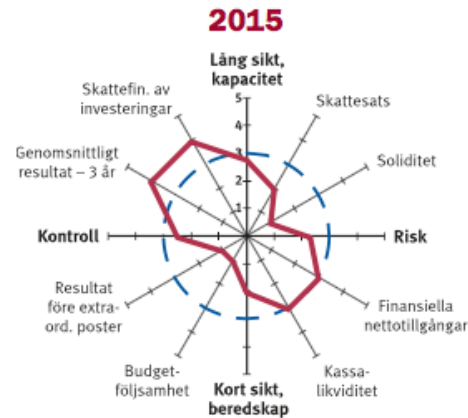 2015
Lång sikt,
kapacitet
5
4
3
2
1
Skattefin. av
investeringar
Skattesats
Genomsnittligt
resultat – 3 år
Soliditet
Kontroll
Risk
Resultat
före extra-
ord. poster
Finansiella
nettotillgångar
Budget-
följsamhet
Kassa-
likviditet
Kort sikt,
beredskap